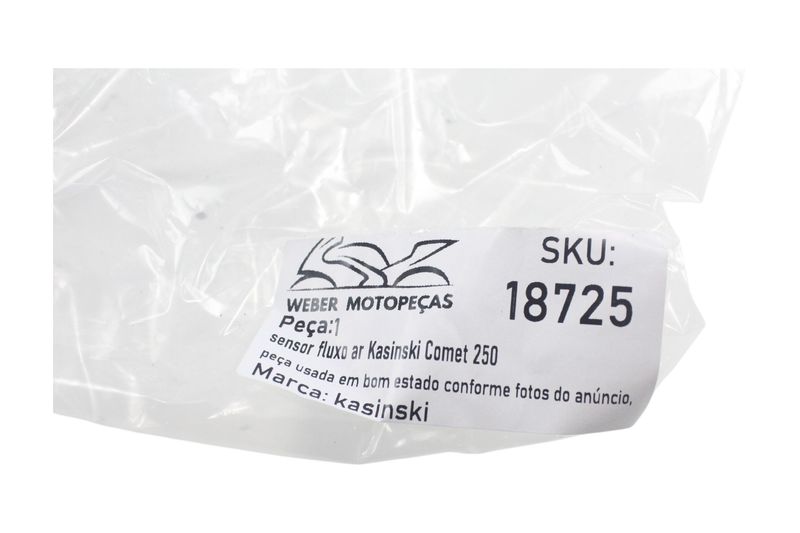 WEBER MOTOPEÇAS
SKU:
18725
Peça:1
sensor fluxo ar Kasinski Comet 250
peça usada em bom estado conforme fotos do anúncio,
Marca: kasinski